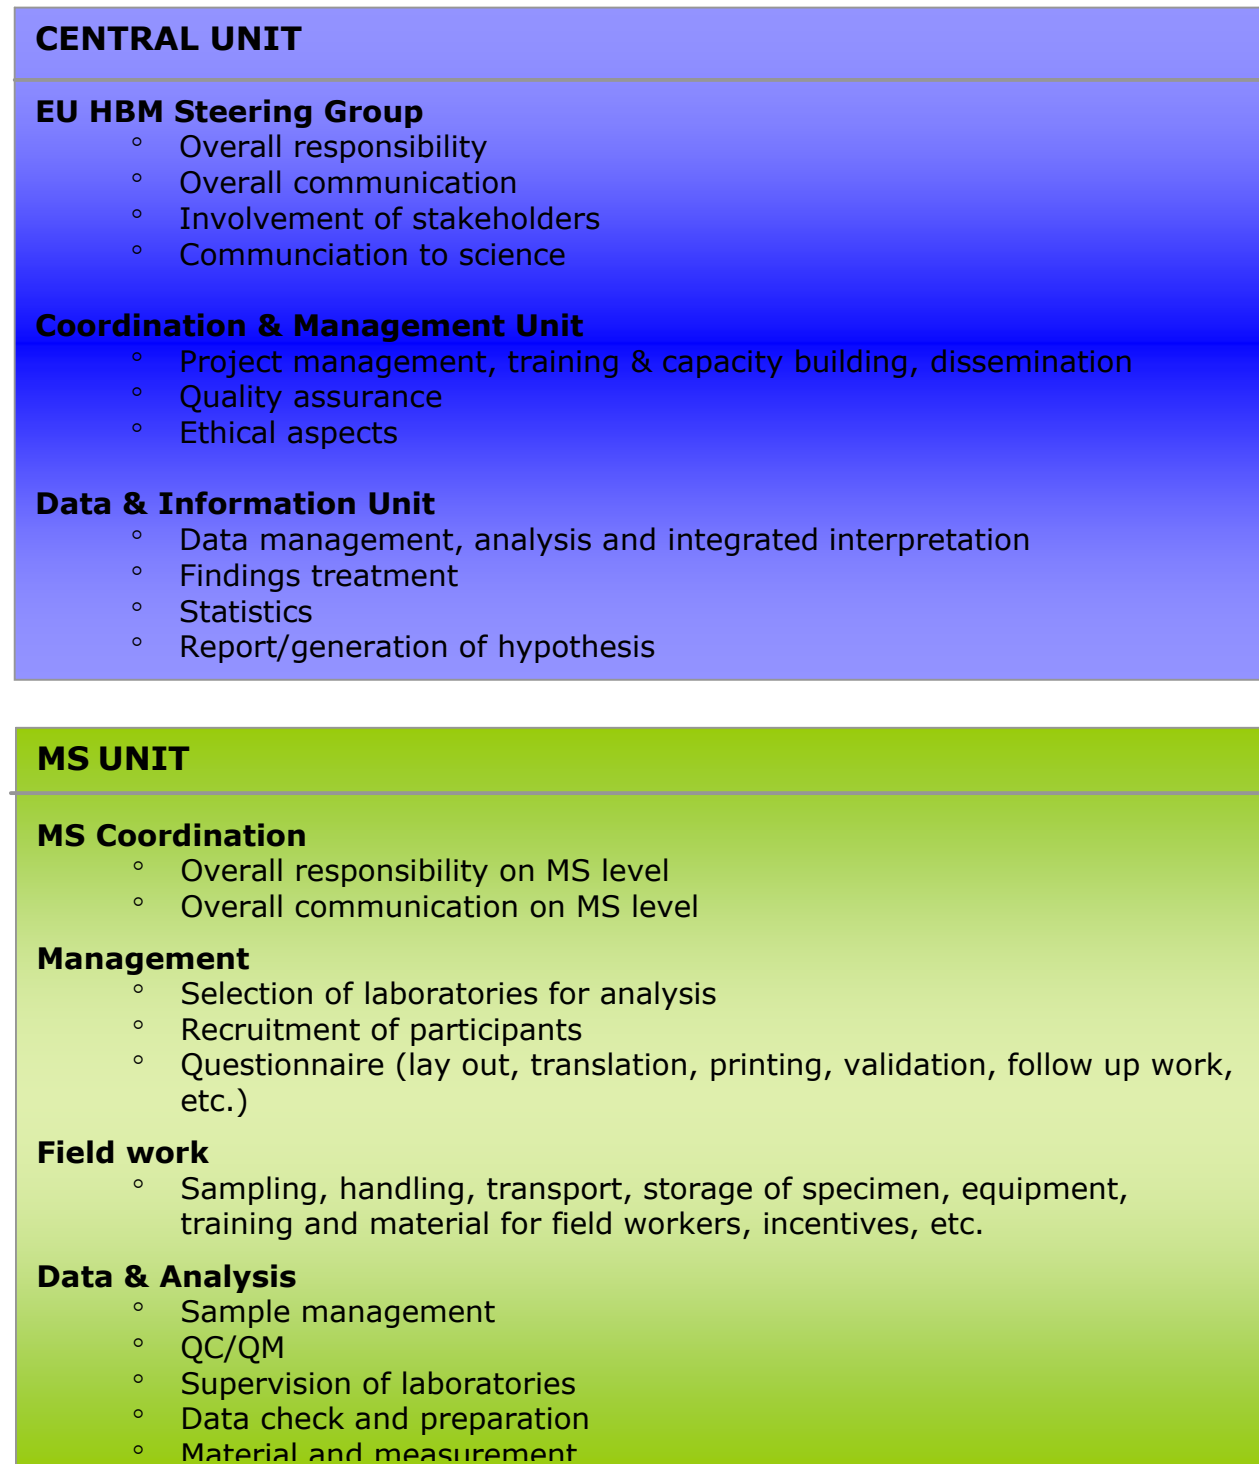 CENTRAL UNIT
EU HBM Steering Group
° Overall responsibility
° Overall communication
° Involvement of stakeholders
° Communciation to science
Coordination & Management Unit
° Project management, training & capacity building, dissemination
° Quality assurance
° Ethical aspects
Data & Information Unit
° Data management, analysis and integrated interpretation
° Findings treatment
° Statistics
° Report/generation of hypothesis
MS UNIT
MS Coordination
° Overall responsibility on MS level
° Overall communication on MS level
Management
° Selection of laboratories for analysis
° Recruitment of participants
° Questionnaire (lay out, translation, printing, validation, follow up work,
etc.)
Field work
° Sampling, handling, transport, storage of specimen, equipment,
training and material for field workers, incentives, etc.
Data & Analysis
° Sample management
° QC/QM
° Supervision of laboratories
° Data check and preparation
° Material and measurement